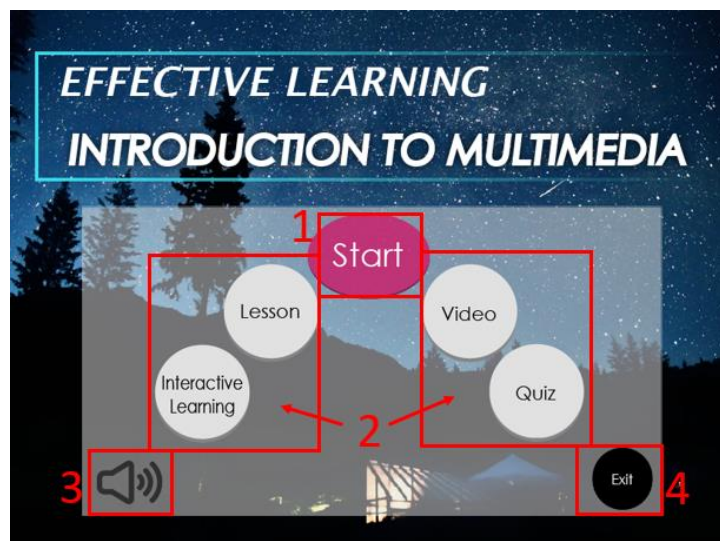 EFFECTIVE LEARNING
INTRODUCTION TO MULTIMEDIA
1
Start
Lesson
Video
Interactive
Learning
Quiz
2
3
Exit
4